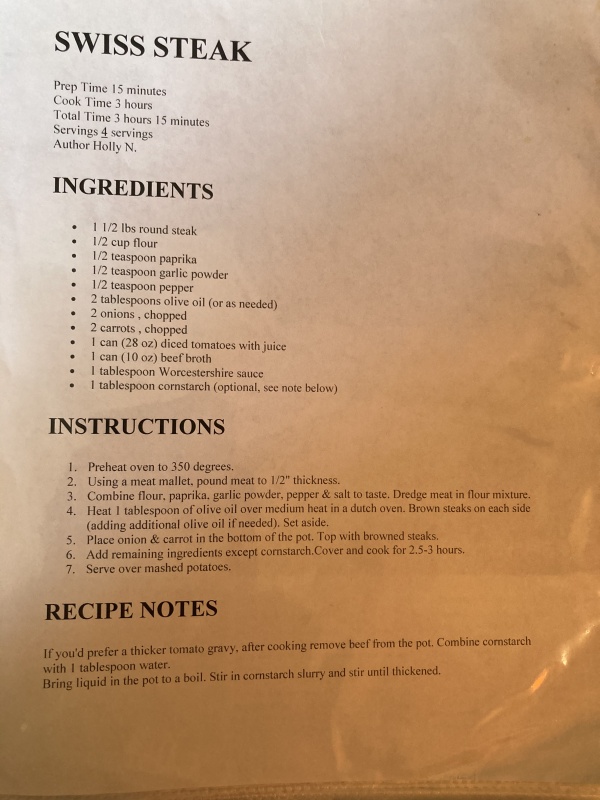 SWISS STEAK
Prep Time 15 minutes
Cook Time 3 hours
Total Time 3 hours 15 minutes
Servings 4 servings
Author Holly N.
INGREDIENTS
• 1 1/2 lbs round steak
• 1/2 cup flour
• 1/2 teaspoon paprika
• 1/2 teaspoon garlic powder
• 1/2 teaspoon pepper
• 2 tablespoons olive oil (or as needed)
• 2 onions , chopped
• 2 carrots , chopped
• 1 can (28 oz) diced tomatoes with juice
• 1 can (10 oz) beef broth
• 1 tablespoon Worcestershire sauce
• 1 tablespoon cornstarch (optional, see note below)
INSTRUCTIONS
1. Preheat oven to 350 degrees.
2. Using a meat mallet, pound meat to 1/2" thickness.
3. Combine flour, paprika, garlic powder, pepper & salt to taste. Dredge meat in flour mixture.
4. Heat 1 tablespoon of olive oil over medium heat in a dutch oven. Brown steaks on each side
(adding additional olive oil if needed). Set aside.
5. Place onion & carrot in the bottom of the pot. Top with browned steaks.
6. Add remaining ingredients except cornstarch.Cover and cook for 2.5-3 hours.
7. Serve over mashed potatoes.
RECIPE NOTES
If you'd prefer a thicker tomato gravy, after cooking remove beef from the pot. Combine cornstarch
with 1 tablespoon water.
Bring liquid in the pot to a boil. Stir in cornstarch slurry and stir until thickened.